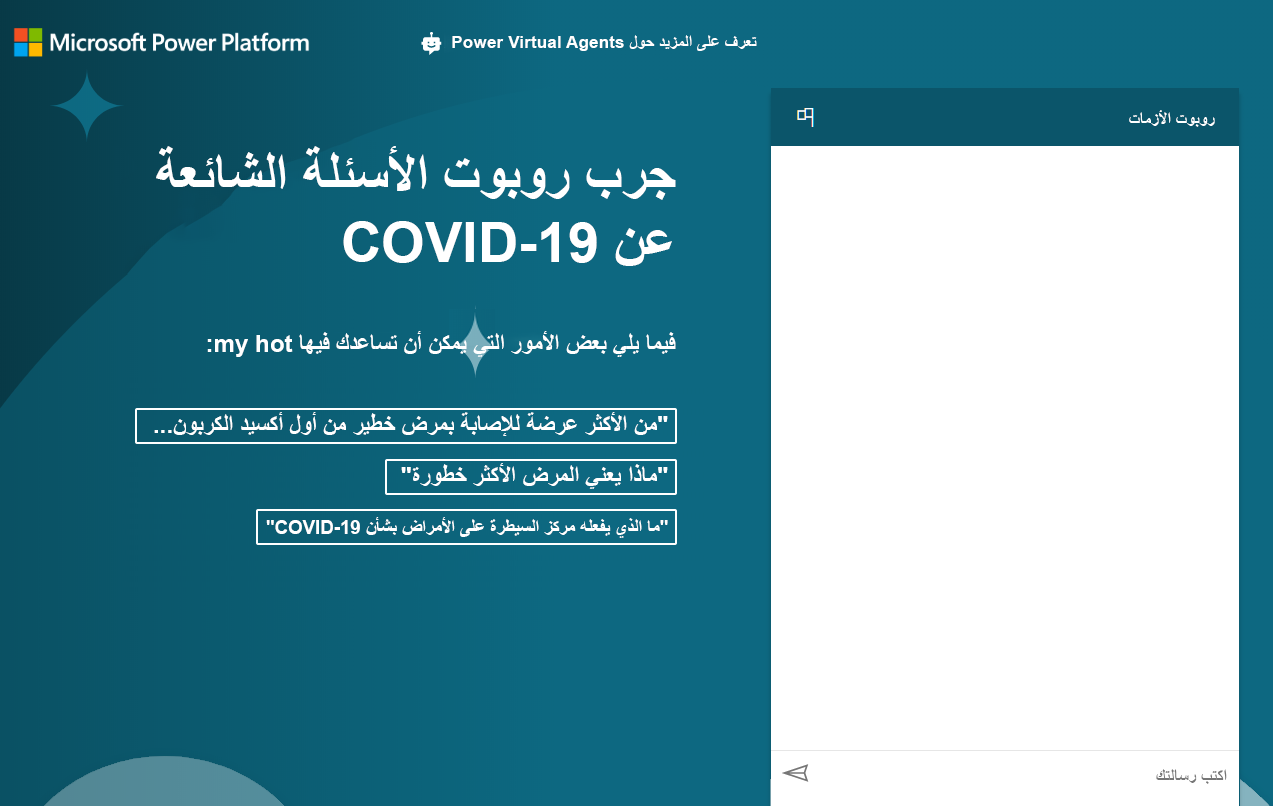 Microsoft Power Platform
تعرف على المزيد حول Power Virtual Agents
جرب روبوت الأسئلة الشائعة
عن COVID-19
فيما يلي بعض الأمور التي يمكن أن تساعدك فيها my hot:
"من الأكثر عرضة للإصابة بمرض خطير من أول أكسيد الكربون...
"ماذا يعني المرض الأكثر خطورة"
"ما الذي يفعله مركز السيطرة على الأمراض بشأن COVID-19"
روبوت الأزمات
اكتب رسالتك